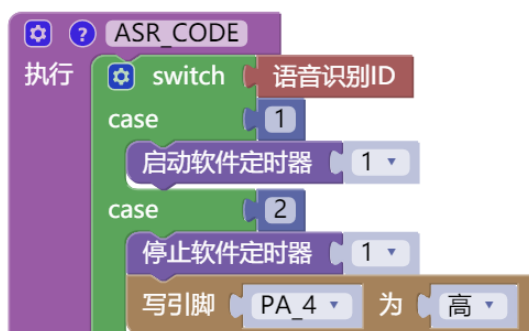 ? ASR_CODE
执行 switch 语音识别ID
case 1
启动软件定时器 1
case 2
停止软件定时器 1
写引脚 PA_4 为 高